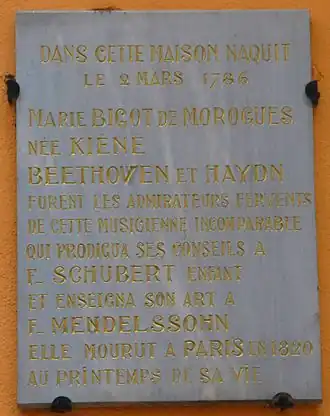 DANS CETTE MAISON NAQUIT
LE 2 MARS 1786
MARIE BIGOT DE MOROGUES
NÉE KIÉNÉ
BEETHOVEN ET HAYDN
FURENT LES ADMIRATEURS FERVENTS
DE CETTE MUSICIENNE INCOMPARABLE
QUI PRODIGUA SES CONSEILS A
F. SCHUBERT ENFANT
ET ENSEIGNA SON ART A
F. MENDELSSOHN
ELLE MOURUT A PARIS EN 1820
AU PRINTEMPS DE SA VIE